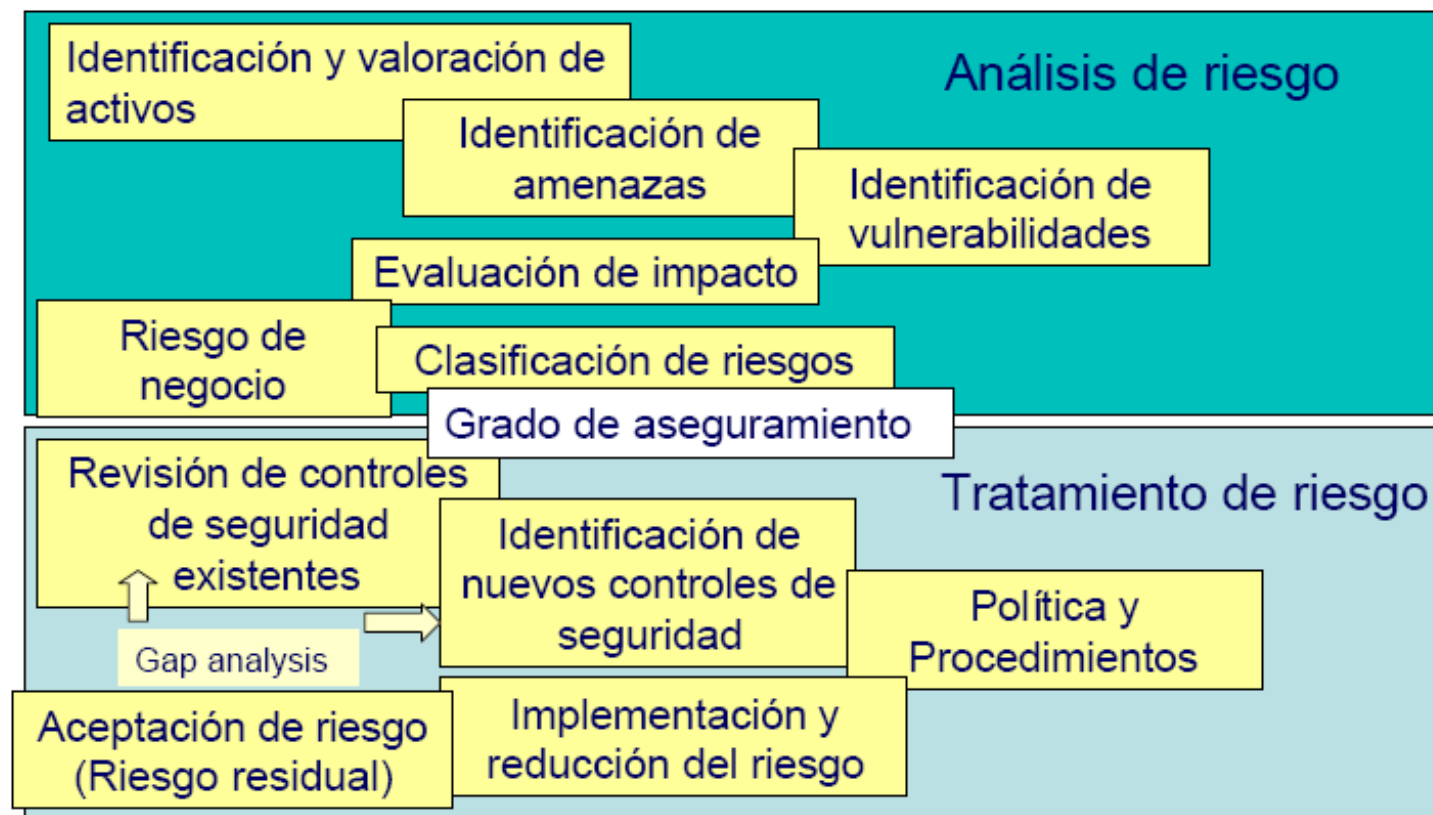 Análisis de riesgo
Identificación y valoración de
activos
Identificación de
amenazas
Identificación de
vulnerabilidades
Evaluación de impacto
Riesgo de
negocio
Clasificación de riesgos
Grado de aseguramiento
Tratamiento de riesgo
Revisión de controles
de seguridad
existentes
Identificación de
nuevos controles de
seguridad
Política y
Procedimientos
Gap analysis
Aceptación de riesgo
(Riesgo residual)
Implementación y
reducción del riesgo